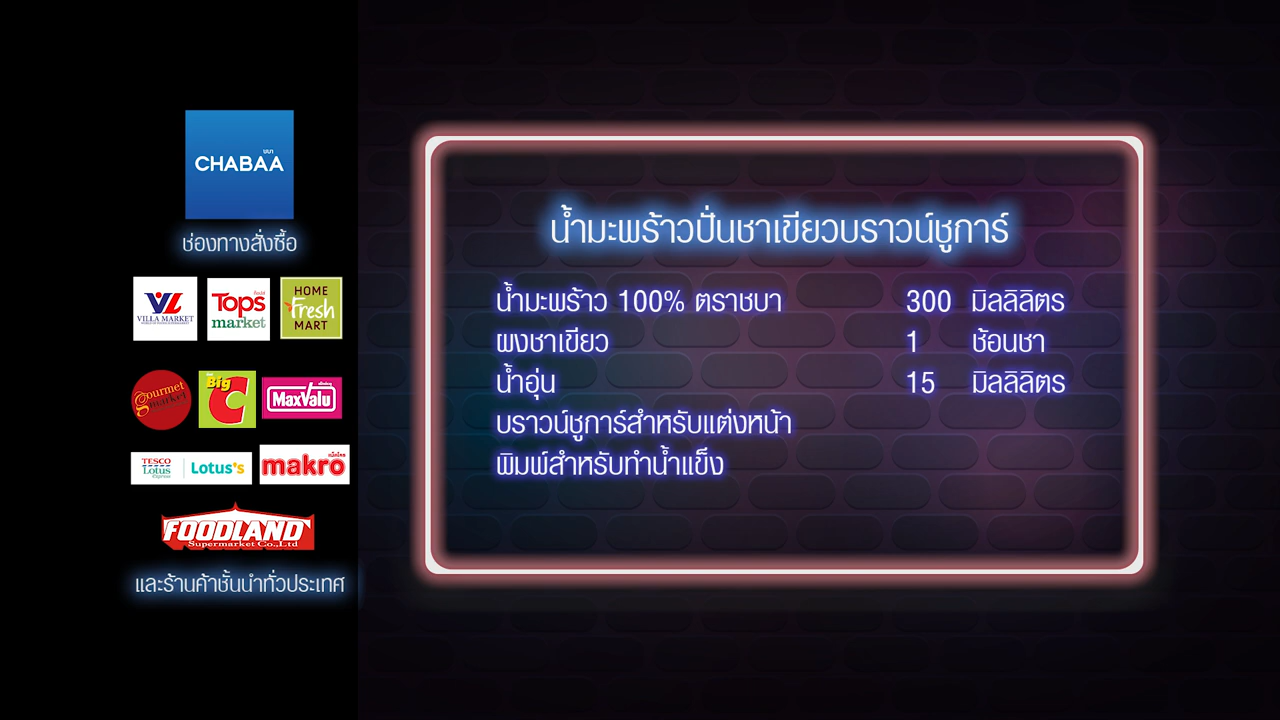 ชบา
CHABAA
ช่องทางสั่งซื้อ
VILLA MARKET
Tops
market
HOME
Fresh
MART
Gourmet
market
Big
C
MaxValu
TESCO
Lotus
express
Lotus's
makro
FOODLAND
Supermarket Co.,Ltd
และร้านค้าชั้นนำทั่วประเทศ
น้ำมะพร้าวปั่นชาเขียวบราวน์ชูการ์
น้ำมะพร้าว 100% ตราชบา 300 มิลลิลิตร
ผงชาเขียว 1 ช้อนชา
น้ำอุ่น 15 มิลลิลิตร
บราวน์ชูการ์สำหรับแต่งหน้า
พิมพ์สำหรับทำน้ำแข็ง